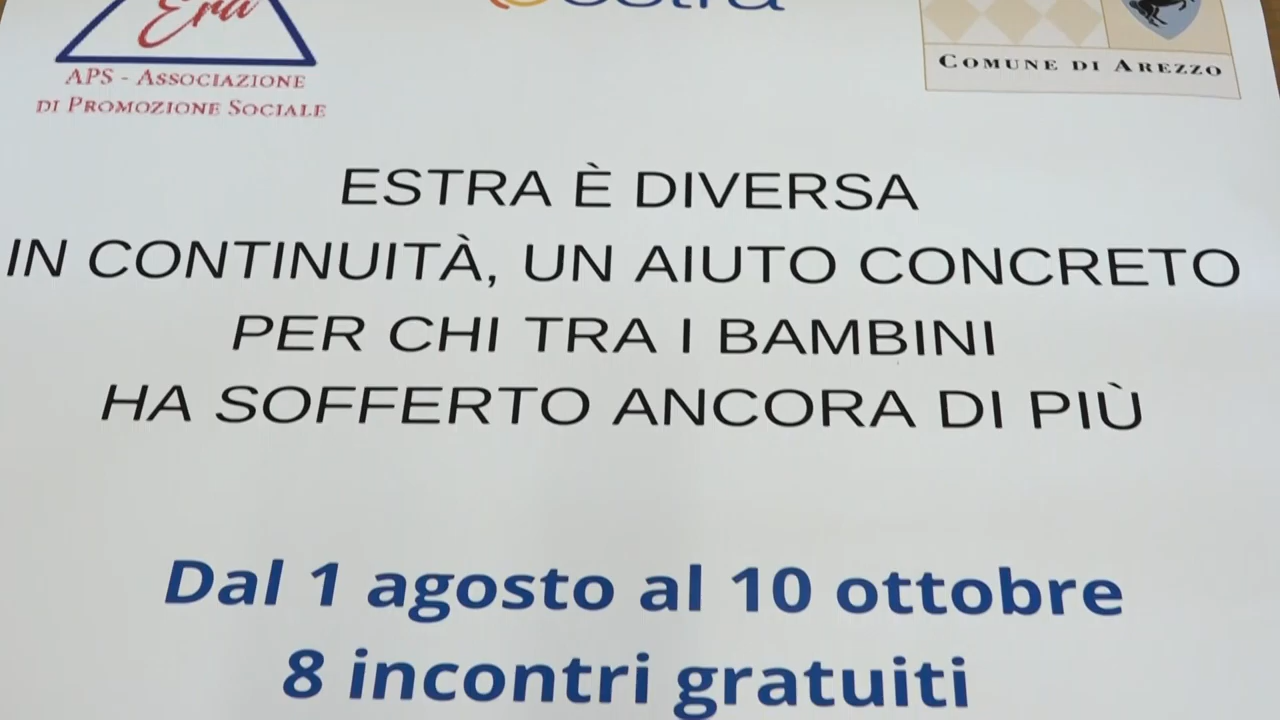 Era
estra
APS - ASSOCIAZIONE
DI PROMOZIONE SOCIALE
COMUNE DI AREZZO
ESTRA È DIVERSA
IN CONTINUITÀ, UN AIUTO CONCRETO
PER CHI TRA I BAMBINI
HA SOFFERTO ANCORA DI PIÙ
Dal 1 agosto al 10 ottobre
8 incontri gratuiti